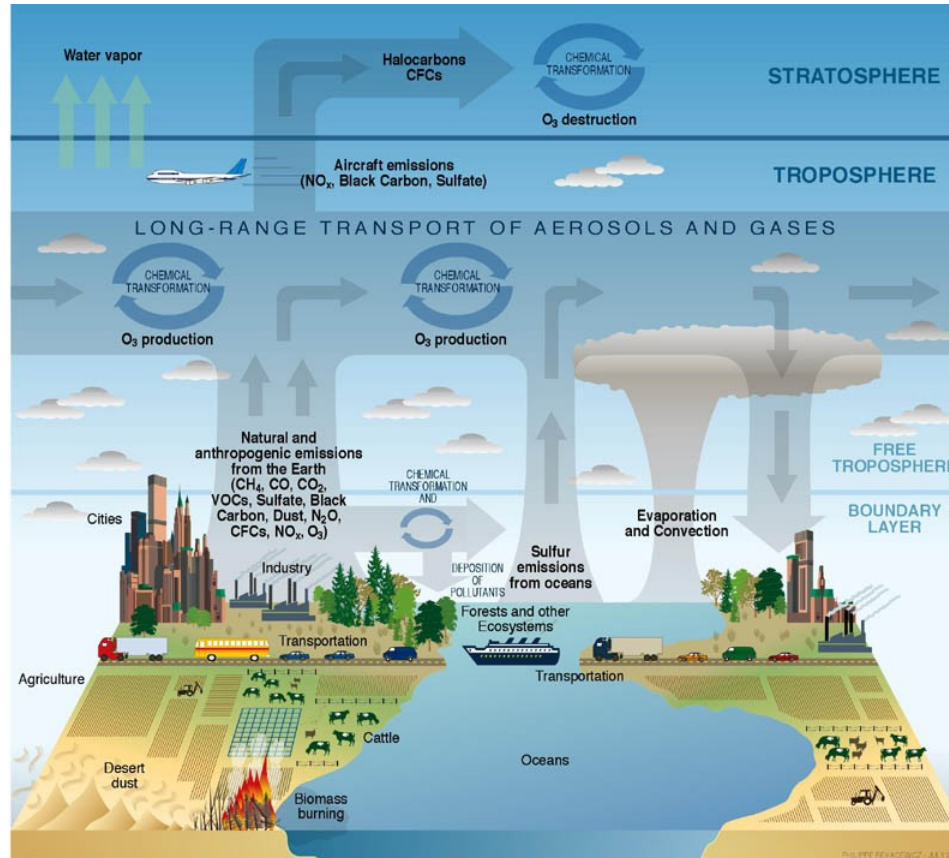 Water vapor
Halocarbons
CFCs
CHEMICAL
TRANSFORMATION
O₃ destruction
STRATOSPHERE
Aircraft emissions
(NOₓ, Black Carbon, Sulfate)
TROPOSPHERE
LONG-RANGE TRANSPORT OF AEROSOLS AND GASES
CHEMICAL
TRANSFORMATION
O₃ production
CHEMICAL
TRANSFORMATION
O₃ production
Natural and
anthropogenic emissions
from the Earth
(CH₄, CO, CO₂,
VOCs, Sulfate, Black
Carbon, Dust, N₂O,
CFCs, NOₓ, O₃)
CHEMICAL
TRANSFORMATION
AND
DEPOSITION
OF
POLLUTANTS
FREE
TROPOSPHERE
BOUNDARY
LAYER
Cities
Industry
Sulfur
emissions
from oceans
Evaporation
and Convection
Forests and other
Ecosystems
Transportation
Transportation
Agriculture
Cattle
Oceans
Desert
dust
Biomass
burning